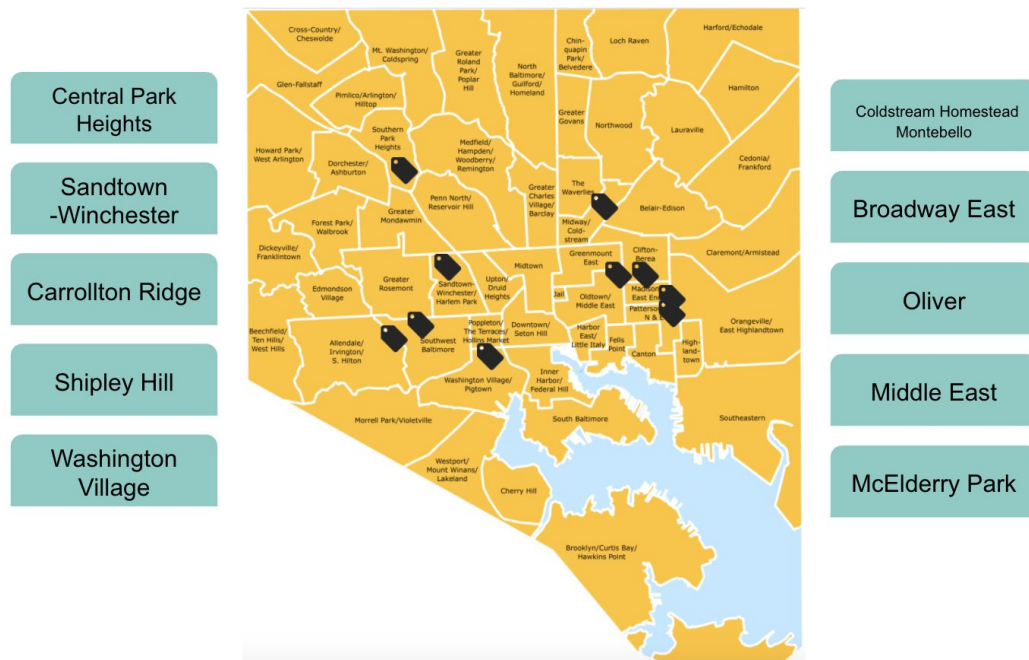 Central Park
Heights
Sandtown
-Winchester
Carrollton Ridge
Shipley Hill
Washington
Village
Cross-Country/
Cheswolde
Mt. Washington/
Coldspring
Greater
Roland
Park/
Poplar
Hill
North
Baltimore/
Guilford/
Homeland
Chin-
quapin
Park/
Belvedere
Loch Raven
Harford/Echodale
Glen-Fallstaff
Pimlico/Arlington/
Hilltop
Hamilton
Greater
Govans
Northwood
Lauraville
Southern
Park
Heights
Medfield/
Hampden/
Woodberry/
Remington
Howard Park/
West Arlington
Dorchester/
Ashburton
Cedonia/
Frankford
Greater
Charles
Village/
Barclay
The
Waverlies
Penn North/
Reservoir Hill
Greater
Mondawmin
Forest Park/
Walbrook
Midway/
Cold-
stream
Belair-Edison
Dickeyville/
Franklintown
Greenmount
East
Clifton-
Berea
Claremont/Armistead
Midtown
Edmondson
Village
Greater
Rosemont
Sandtown-
Winchester/
Harlem Park
Upton/
Druid
Heights
Jail
Oldtown/
Middle East
Madison
East End
Patterson
N & E
Orangeville/
East Highlandtown
Beechfield/
Ten Hills/
West Hills
Allendale/
Irvington/
S. Hilton
Southwest
Baltimore
Poppleton/
The Terraces/
Hollins Market
Downtown/
Seton Hill
Harbor
East/
Little Italy
Fells
Point
Canton
High-
land-
town
Washington Village/
Pigtown
Inner
Harbor/
Federal Hill
Morrell Park/Violetville
South Baltimore
Southeastern
Westport/
Mount Winans/
Lakeland
Cherry Hill
Brooklyn/Curtis Bay/
Hawkins Point
Coldstream Homestead
Montebello
Broadway East
Oliver
Middle East
McElderry Park